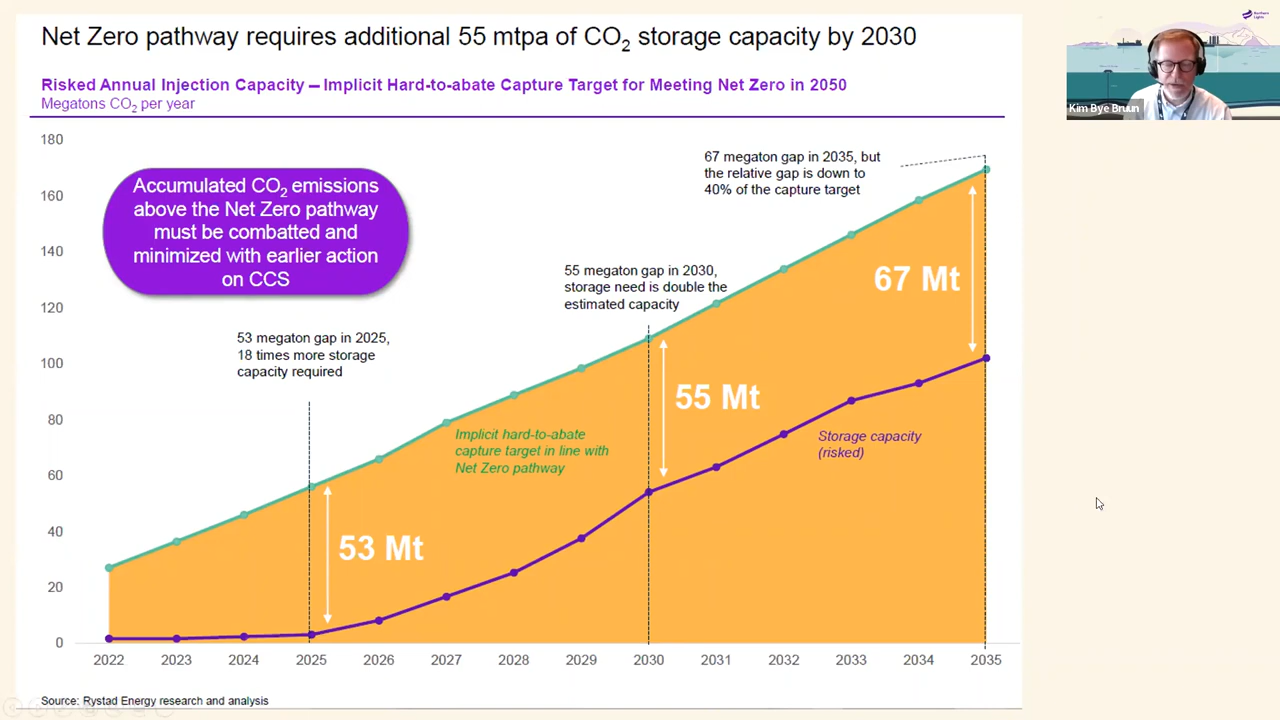 Net Zero pathway requires additional 55 mtpa of CO2 storage capacity by 2030
Risked Annual Injection Capacity – Implicit Hard-to-abate Capture Target for Meeting Net Zero in 2050
Megatons CO2 per year
180
160
140
120
100
80
60
40
20
0
Accumulated CO2 emissions
above the Net Zero pathway
must be combatted and
minimized with earlier action
on CCS
53 megaton gap in 2025,
18 times more storage
capacity required
55 megaton gap in 2030,
storage need is double the
estimated capacity
67 megaton gap in 2035, but
the relative gap is down to
40% of the capture target
53 Mt
55 Mt
67 Mt
Implicit hard-to-abate
capture target in line with
Net Zero pathway
Storage capacity
(risked)
2022 2023 2024 2025 2026 2027 2028 2029 2030 2031 2032 2033 2034 2035
Source: Rystad Energy research and analysis
Northern
Lights
Kim Bye Bruun